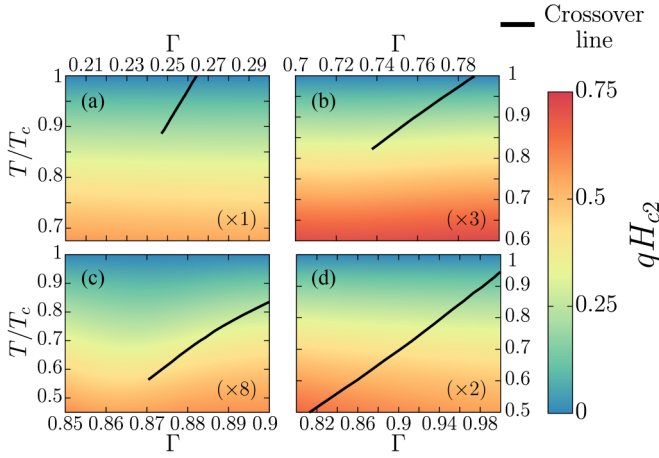 Crossover line
Γ Γ
0.21 0.23 0.25 0.27 0.29 0.7 0.72 0.74 0.76 0.78
(a) (b)
1 0.9 0.8 0.7
T/T_c
1 0.9 0.8 0.7 0.6
(×1) (×3)
(c) (d)
1 0.9 0.8 0.7 0.6 0.5
T/T_c
1 0.9 0.8 0.7 0.6 0.5
(×8) (×2)
0.85 0.86 0.87 0.88 0.89 0.9 0.82 0.86 0.9 0.94 0.98
Γ Γ
0.75
0.5
0.25
0
qH_{c2}